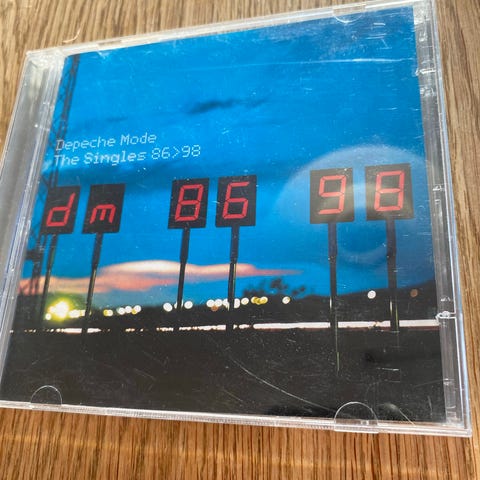 Depeche Mode
The Singles 86>98
dm 86 98